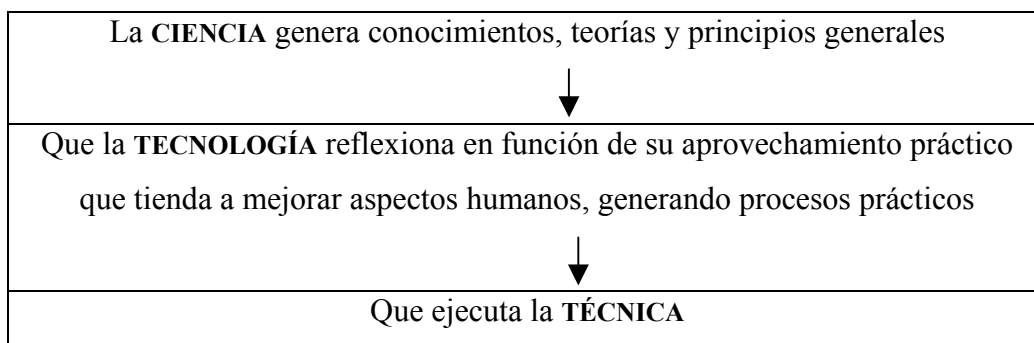 La CIENCIA genera conocimientos, teorías y principios generales
Que la TECNOLOGÍA reflexiona en función de su aprovechamiento práctico
que tienda a mejorar aspectos humanos, generando procesos prácticos
Que ejecuta la TÉCNICA